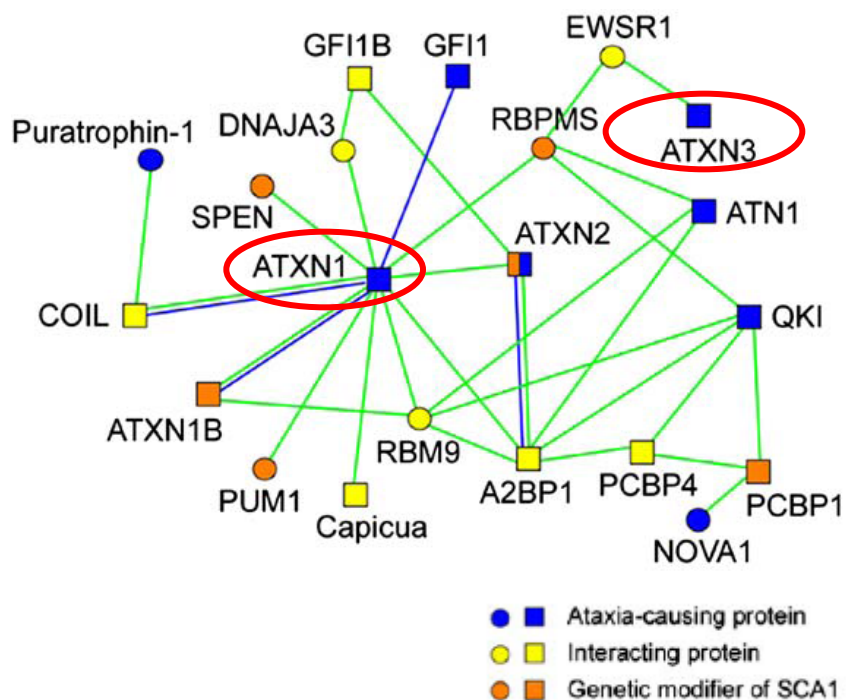 EWSR1
GFI1B
GFI1
RBPMS
DNAJA3
Puratrophin-1
ATXN3
SPEN
ATN1
ATXN2
ATXN1
COIL
QKI
ATXN1B
RBM9
A2BP1
PCBP4
PUM1
PCBP1
Capicua
NOVA1
Ataxia-causing protein
Interacting protein
Genetic modifier of SCA1